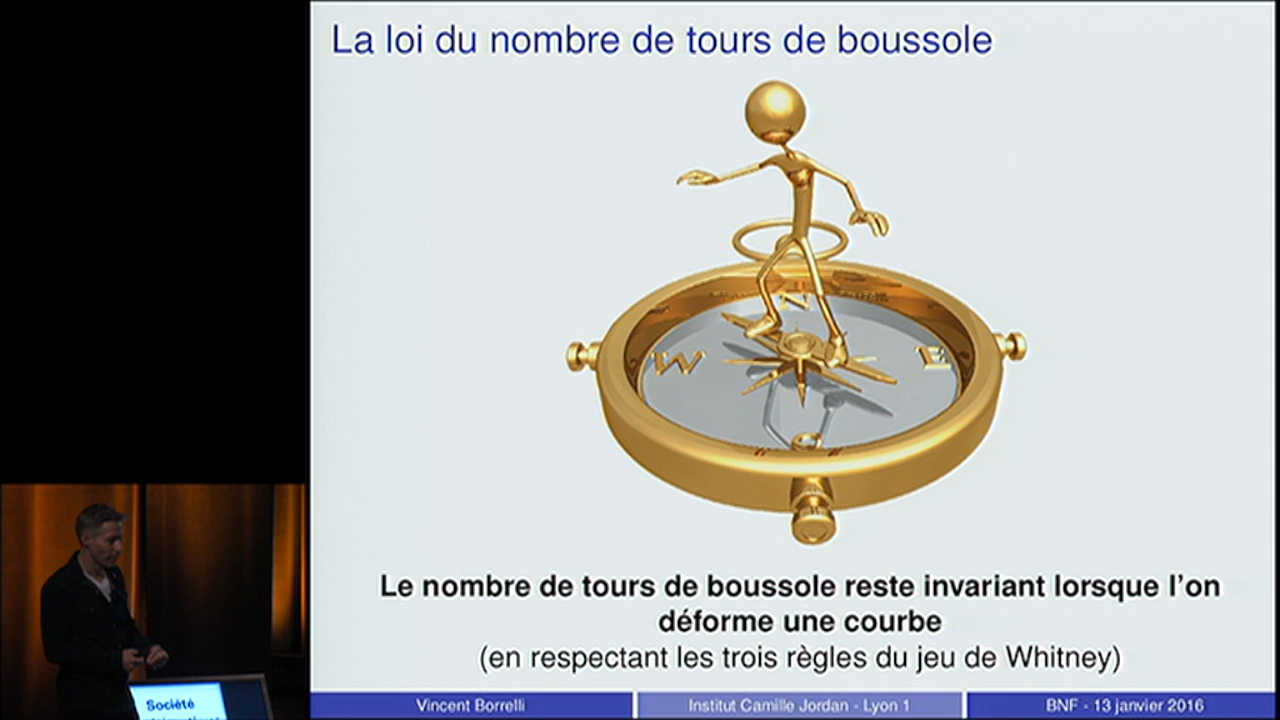 La loi du nombre de tours de boussole
N
W
E
Le nombre de tours de boussole reste invariant lorsque l'on
déforme une courbe
(en respectant les trois règles du jeu de Whitney)
Société
Vincent Borrelli
Institut Camille Jordan - Lyon 1
BNF - 13 janvier 2016